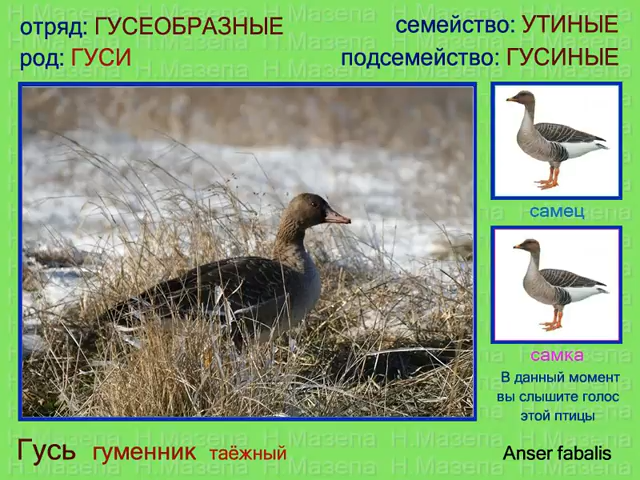 отряд: ГУСЕОБРАЗНЫЕ
семейство: УТИНЫЕ
род: ГУСИ
подсемейство: ГУСИНЫЕ
самец
самка
В данный момент
вы слышите голос
этой птицы
Гусь гуменник таёжный
Anser fabalis
N.Mazepa